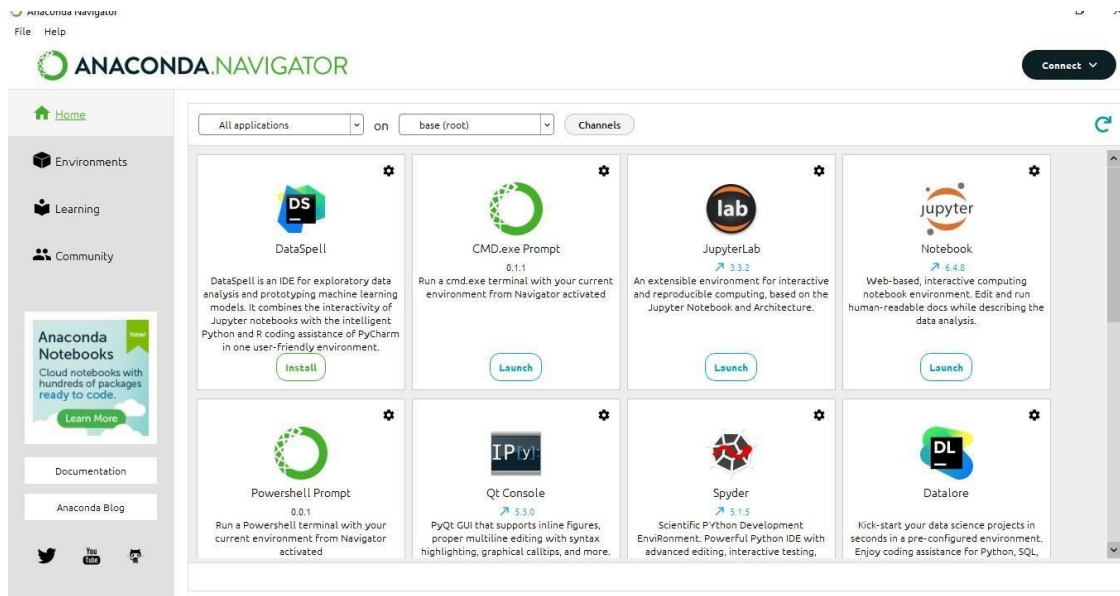 Anaconda Navigator
File Help
ANACONDA.NAVIGATOR
Connect
Home
Environments
Learning
Community
Anaconda
Notebooks
New!
Cloud notebooks with
hundreds of packages
ready to code.
Learn More
Documentation
Anaconda Blog
You
Tube
All applications on base (root) Channels
DS
DataSpell
DataSpell is an IDE for exploratory data
analysis and prototyping machine learning
models. It combines the interactivity of
Jupyter notebooks with the intelligent
Python and R coding assistance of PyCharm
in one user-friendly environment.
Install
CMD.exe Prompt
0.1.1
Run a cmd.exe terminal with your current
environment from Navigator activated
Launch
lab
JupyterLab
3.3.2
An extensible environment for interactive
and reproducible computing, based on the
Jupyter Notebook and Architecture.
Launch
jupyter
Notebook
6.4.8
Web-based, interactive computing
notebook environment. Edit and run
human-readable docs while describing the
data analysis.
Launch
Powershell Prompt
0.0.1
Run a Powershell terminal with your
current environment from Navigator
activated
IP[y]:
Qt Console
5.3.0
PyQt GUI that supports inline figures,
proper multiline editing with syntax
highlighting, graphical calltips, and more.
Spyder
5.1.5
Scientific PYthon Development
EnviRonment. Powerful Python IDE with
advanced editing, interactive testing,
DL
Datalore
Kick-start your data science projects in
seconds in a pre-configured environment.
Enjoy coding assistance for Python, SQL,